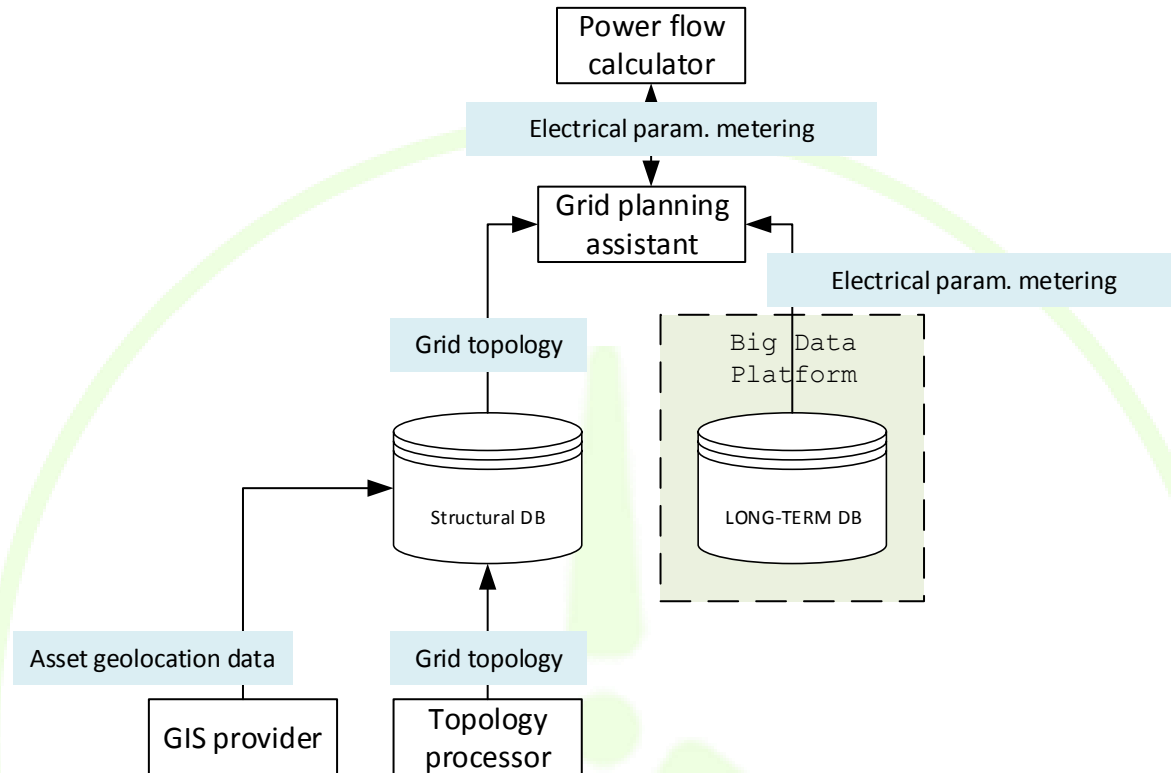 Power flow
calculator
Electrical param. metering
Grid planning
assistant
Electrical param. metering
Grid topology
Big Data
Platform
Structural DB
LONG-TERM DB
Asset geolocation data
Grid topology
GIS provider
Topology
processor